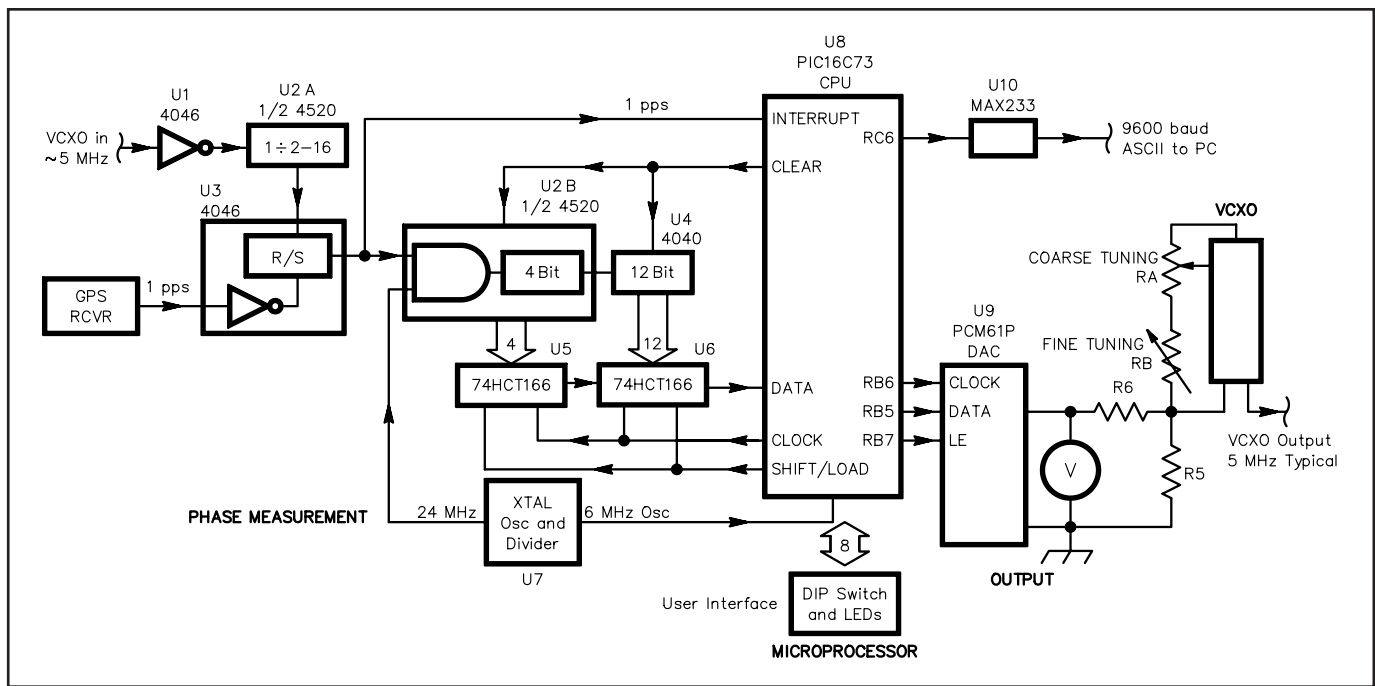 U1
4046
VCXO in
~5 MHz
U2A
1/2 4520
1÷2-16
U3
4046
R/S
GPS
RCVR
1 pps
1 pps
U2B
1/2 4520
4 Bit
U4
4040
12 Bit
4
12
U5
74HCT166
U6
74HCT166
PHASE MEASUREMENT
24 MHz
XTAL
Osc and
Divider
U7
6 MHz Osc
U8
PIC16C73
CPU
INTERRUPT
CLEAR
DATA
CLOCK
SHIFT/LOAD
RC6
RB6
RB5
RB7
8
User Interface
DIP Switch
and LEDs
MICROPROCESSOR
U10
MAX233
9600 baud
ASCII to PC
U9
PCM61P
DAC
CLOCK
DATA
LE
OUTPUT
V
R6
R5
VCXO
COARSE TUNING
RA
FINE TUNING
RB
VCXO Output
5 MHz Typical